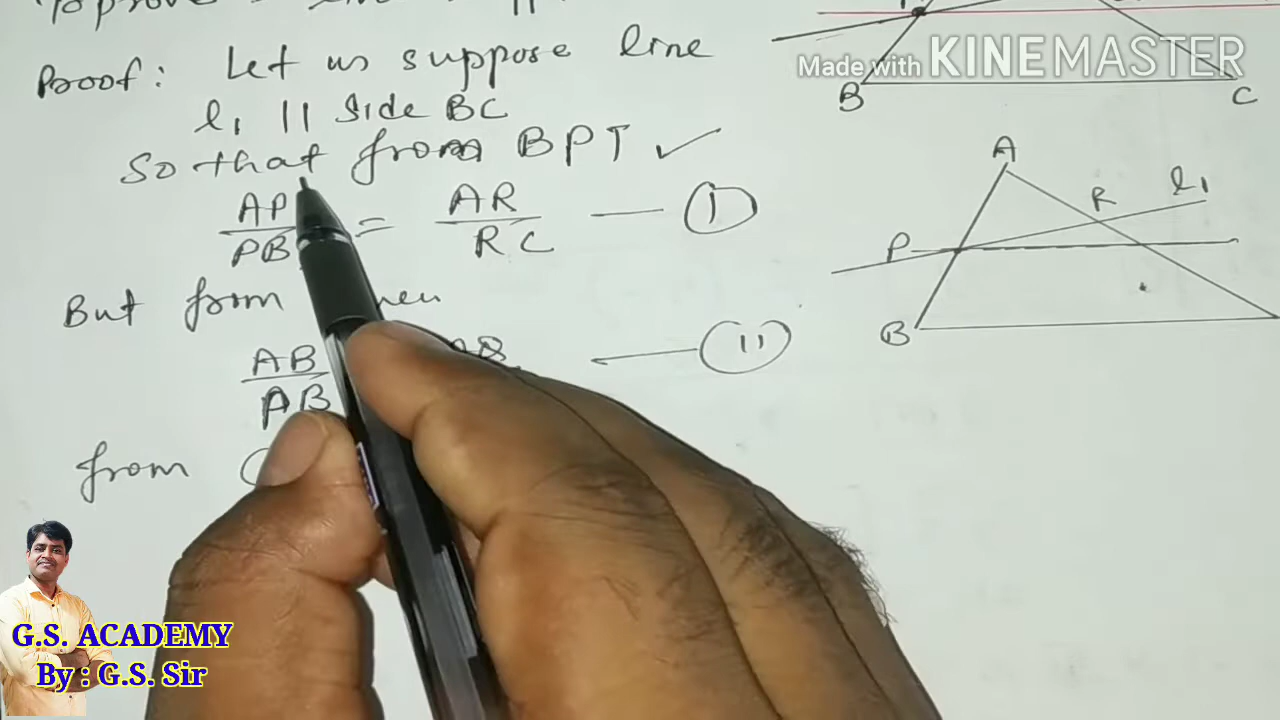 Proof: Let us suppose line
l1 || Side BC
So that from BPT ✓
AP/PB = AR/RC — (I)
But from
AB/AB — (II)
from
Made with KINEMASTER
B C
A
R l1
P
B
G.S. ACADEMY
By : G.S. Sir